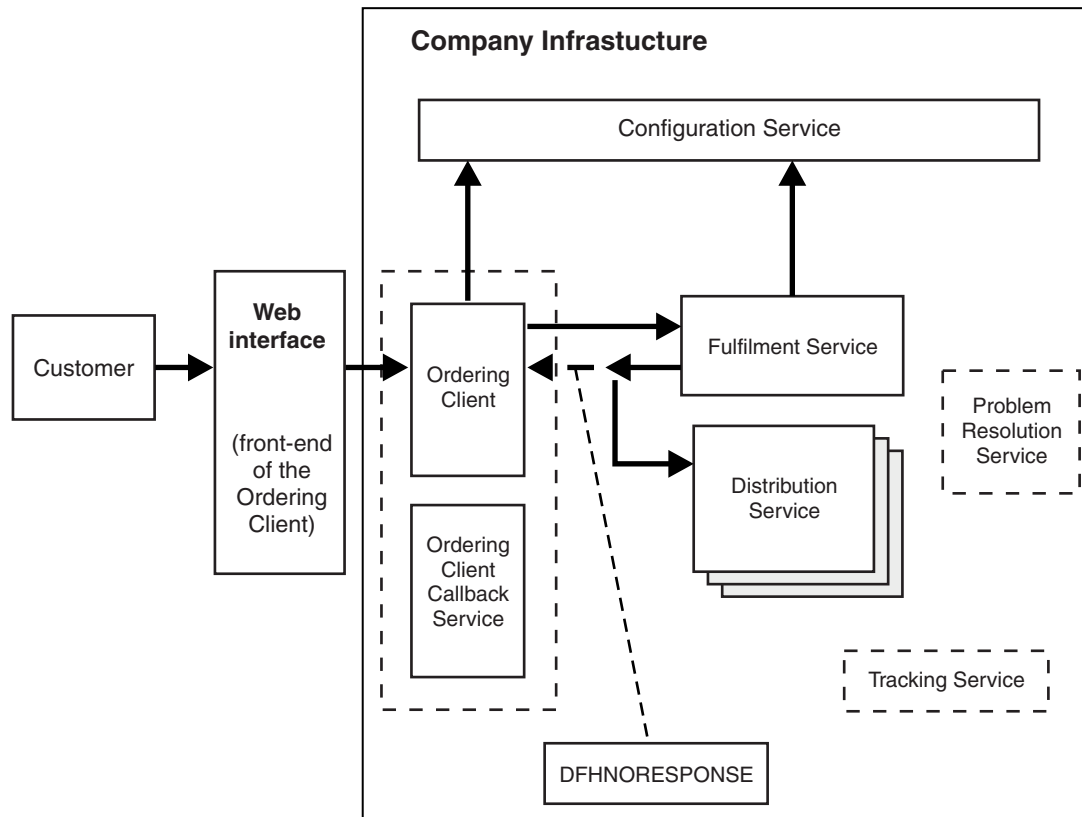 Company Infrastucture
Configuration Service
Customer
Web
interface
(front-end
of the
Ordering
Client)
Ordering
Client
Fulfilment Service
Problem
Resolution
Service
Distribution
Service
Ordering
Client
Callback
Service
Tracking Service
DFHNORESPONSE